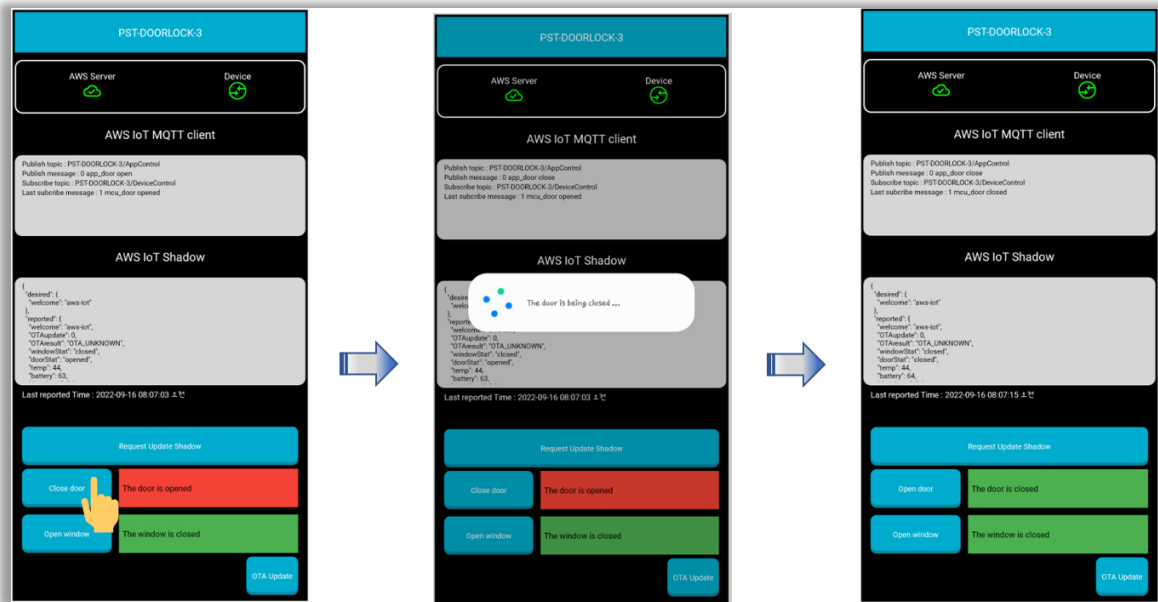 PST-DOORLOCK-3
AWS Server
Device
AWS IoT MQTT client
Publish topic : PST-DOORLOCK-3/AppControl
Publish message : 0 app_door open
Subscribe topic : PST-DOORLOCK-3/DeviceControl
Last subcribe message : 1 mcu_door opened
AWS IoT Shadow
{
"desired": {
"welcome": "aws-iot"
},
"reported": {
"welcome": "aws-iot",
"OTAupdate": 0,
"OTAresult": "OTA_UNKNOWN",
"windowStat": "closed",
"doorStat": "opened",
"temp": 44,
"battery": 63,
Last reported Time : 2022-09-16 08:07:03 오전
Request Update Shadow
Close door
The door is opened
Open window
The window is closed
OTA Update
PST-DOORLOCK-3
AWS Server
Device
AWS IoT MQTT client
Publish topic : PST-DOORLOCK-3/AppControl
Publish message : 0 app_door close
Subscribe topic : PST-DOORLOCK-3/DeviceControl
Last subcribe message : 1 mcu_door opened
AWS IoT Shadow
{
"desire
"welco
The door is being closed ...
},
"reporte
"welcome
"OTAupdate": 0,
"OTAresult": "OTA_UNKNOWN",
"windowStat": "closed",
"doorStat": "opened",
"temp": 44,
"battery": 63,
Last reported Time : 2022-09-16 08:07:03 오전
Request Update Shadow
Close door
The door is opened
Open window
The window is closed
OTA Update
PST-DOORLOCK-3
AWS Server
Device
AWS IoT MQTT client
Publish topic : PST-DOORLOCK-3/AppControl
Publish message : 0 app_door close
Subscribe topic : PST-DOORLOCK-3/DeviceControl
Last subcribe message : 1 mcu_door closed
AWS IoT Shadow
{
"desired": {
"welcome": "aws-iot"
},
"reported": {
"welcome": "aws-iot",
"OTAupdate": 0,
"OTAresult": "OTA_UNKNOWN",
"windowStat": "closed",
"doorStat": "closed",
"temp": 44,
"battery": 64,
Last reported Time : 2022-09-16 08:07:15 오전
Request Update Shadow
Open door
The door is closed
Open window
The window is closed
OTA Update